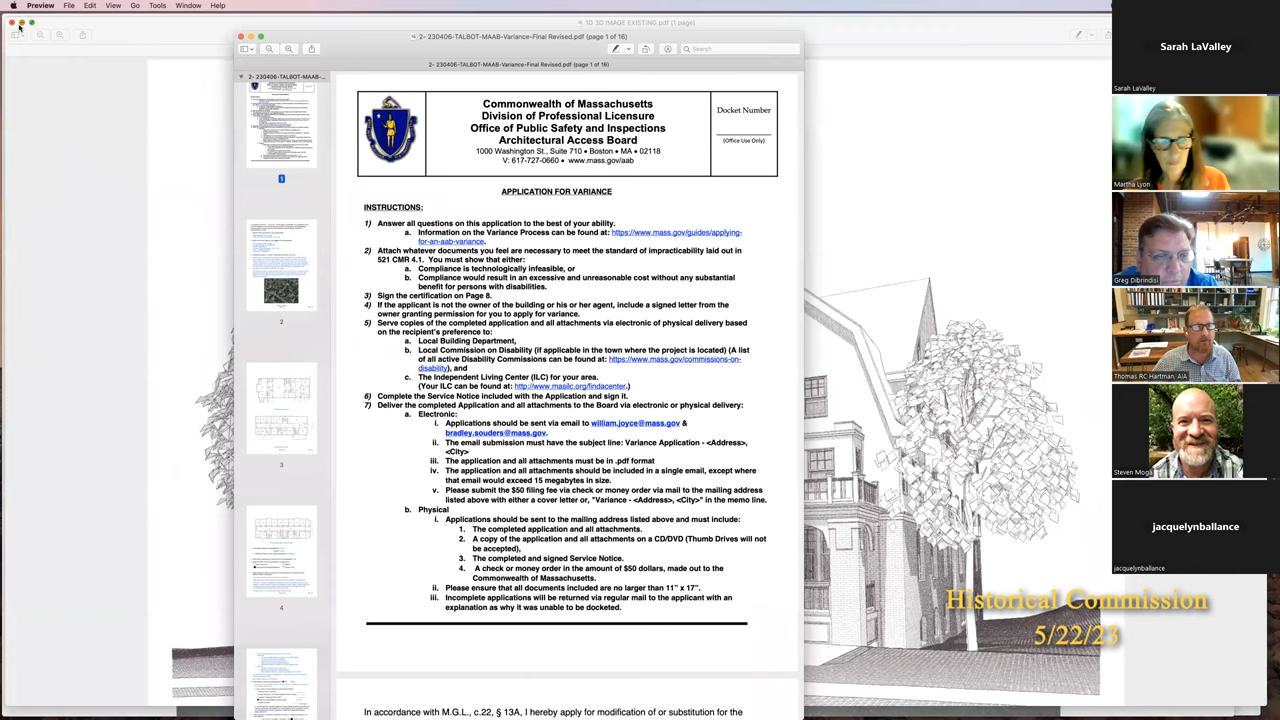 Preview File Edit View Go Tools Window Help
1D 3D IMAGE EXISTING.pdf (1 page)
2- 230406-TALBOT-MAAB-Variance-Final Revised.pdf (page 1 of 16)
Search
2- 230406-TALBOT-MAAB-Variance-Final Revised.pdf (page 1 of 16)
2- 230406-TALBOT-MAAB-...
1
2
3
4
Commonwealth of Massachusetts
Division of Professional Licensure
Office of Public Safety and Inspections
Architectural Access Board
1000 Washington St., Suite 710 • Boston • MA • 02118
V: 617-727-0660 • www.mass.gov/aab
Docket Number
(Office Use Only)
APPLICATION FOR VARIANCE
INSTRUCTIONS:
1) Answer all questions on this application to the best of your ability.
a. Information on the Variance Process can be found at: https://www.mass.gov/guides/applying-
for-an-aab-variance.
2) Attach whatever documents you feel are necessary to meet the standard of impracticability laid out in
521 CMR 4.1. You must show that either:
a. Compliance is technologically infeasible, or
b. Compliance would result in an excessive and unreasonable cost without any substantial
benefit for persons with disabilities.
3) Sign the certification on Page 8.
4) If the applicant is not the owner of the building or his or her agent, include a signed letter from the
owner granting permission for you to apply for variance.
5) Serve copies of the completed application and all attachments via electronic of physical delivery based
on the recipient's preference to:
a. Local Building Department,
b. Local Commission on Disability (if applicable in the town where the project is located) (A list
of all active Disability Commissions can be found at: https://www.mass.gov/commissions-on-
disability), and
c. The Independent Living Center (ILC) for your area.
(Your ILC can be found at: http://www.masilc.org/findacenter.)
6) Complete the Service Notice included with the Application and sign it.
7) Deliver the completed Application and all attachments to the Board via electronic or physical delivery:
a. Electronic:
i. Applications should be sent via email to william.joyce@mass.gov &
bradley.souders@mass.gov.
ii. The email submission must have the subject line: Variance Application - <Address>,
<City>
iii. The application and all attachments must be in .pdf format
iv. The application and all attachments should be included in a single email, except where
that email would exceed 15 megabytes in size.
v. Please submit the $50 filing fee via check or money order via mail to the mailing address
listed above with either a cover letter or, "Variance - <Address>, <City>" in the memo line.
b. Physical
i. Applications should be sent to the mailing address listed above and must include:
1. The completed application and all attachments.
2. A copy of the application and all attachments on a CD/DVD (Thumb Drives will not
be accepted),
3. The completed and signed Service Notice.
4. A check or money order in the amount of $50 dollars, made out to the
Commonwealth of Massachusetts.
ii. Please ensure that all documents included are no larger than 11" x 17".
iii. Incomplete applications will be returned via regular mail to the applicant with an
explanation as why it was unable to be docketed.
In accordance with M.G.L., c.22, § 13A, I hereby apply for modification of or substitution for the
Sarah LaValley
Sarah LaValley
Martha Lyon
Greg Dibrindisi
Thomas RC Hartman, AIA
Steven Moga
jacquelynballance
jacquelynballance
Historical Commission
5/22/23